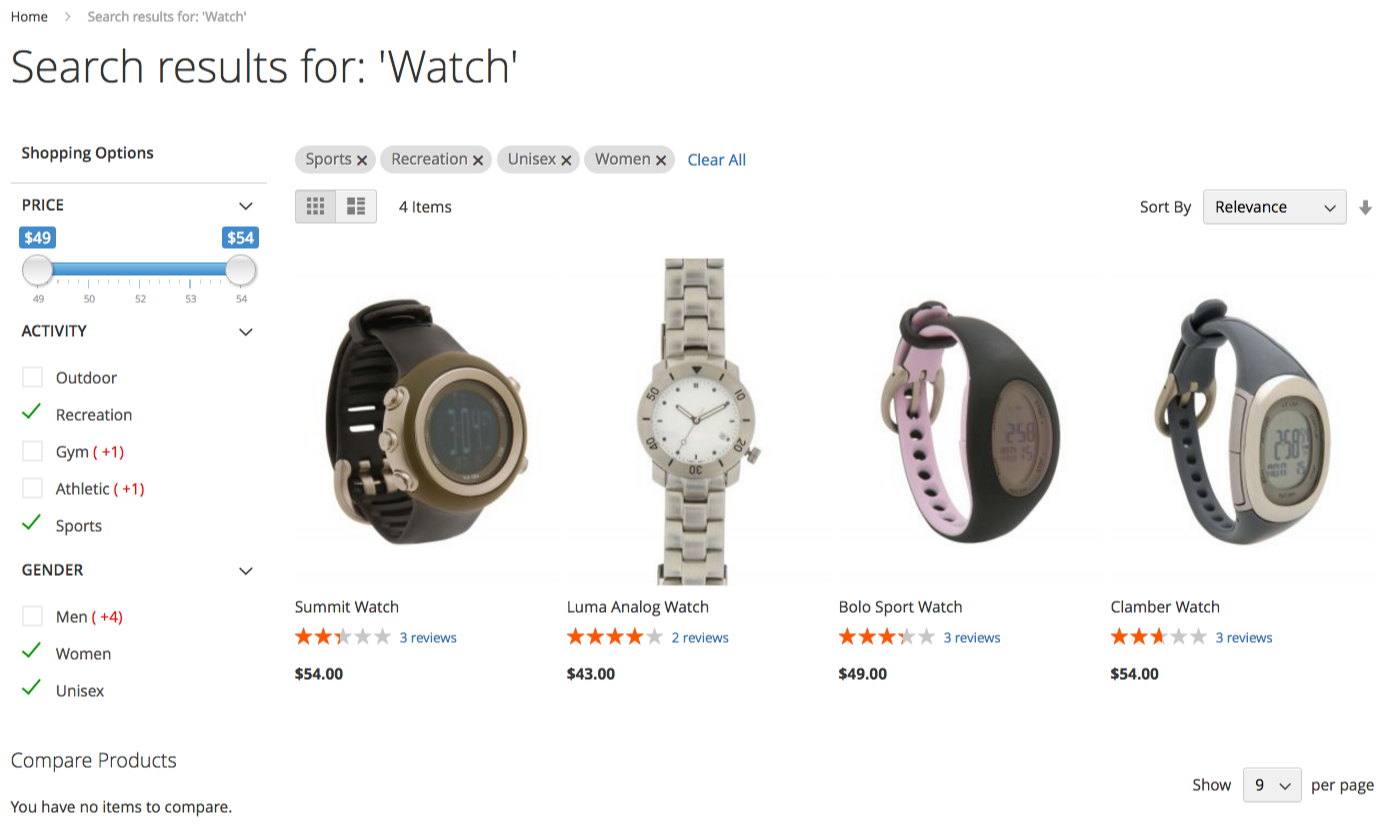 Home > Search results for: 'Watch'
Search results for: 'Watch'
Shopping Options
Sports × Recreation × Unisex × Women × Clear All
4 Items
Sort By Relevance
PRICE
$49 $54
49 50 52 53 54
ACTIVITY
Outdoor
Recreation
Gym ( +1)
Athletic ( +1)
Sports
GENDER
Men ( +4)
Women
Unisex
Summit Watch
3 reviews
$54.00
Luma Analog Watch
2 reviews
$43.00
Bolo Sport Watch
3 reviews
$49.00
Clamber Watch
3 reviews
$54.00
Compare Products
You have no items to compare.
Show 9 per page